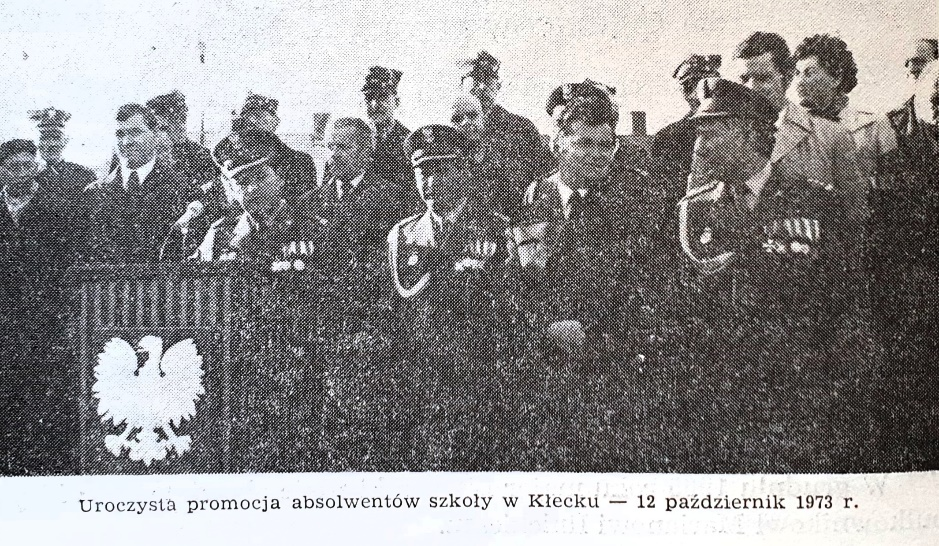 Uroczysta promocja absolwentów szkoły w Kłecku — 12 październik 1973 r.